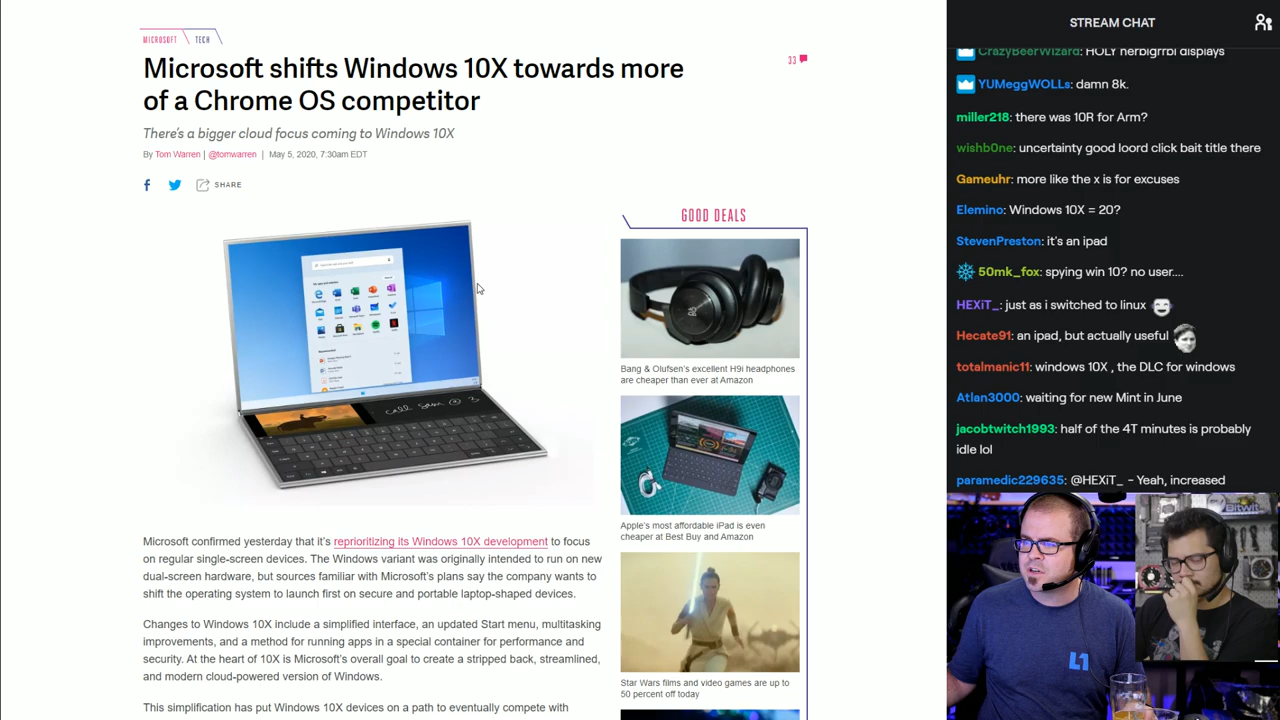 MICROSOFT TECH
Microsoft shifts Windows 10X towards more
of a Chrome OS competitor
33
There's a bigger cloud focus coming to Windows 10X
By Tom Warren | @tomwarren | May 5, 2020, 7:30am EDT
SHARE
call Sam @ 3
Microsoft confirmed yesterday that it's reprioritizing its Windows 10X development to focus
on regular single-screen devices. The Windows variant was originally intended to run on new
dual-screen hardware, but sources familiar with Microsoft's plans say the company wants to
shift the operating system to launch first on secure and portable laptop-shaped devices.
Changes to Windows 10X include a simplified interface, an updated Start menu, multitasking
improvements, and a method for running apps in a special container for performance and
security. At the heart of 10X is Microsoft's overall goal to create a stripped back, streamlined,
and modern cloud-powered version of Windows.
This simplification has put Windows 10X devices on a path to eventually compete with
GOOD DEALS
Bang & Olufsen's excellent H9i headphones
are cheaper than ever at Amazon
Apple's most affordable iPad is even
cheaper at Best Buy and Amazon
Star Wars films and video games are up to
50 percent off today
STREAM CHAT
CrazyBeerWizard: HOLY herbigrrbl displays
YUMeggWOLLs: damn 8k.
miller218: there was 10R for Arm?
wishb0ne: uncertainty good loord click bait title there
Gameuhr: more like the x is for excuses
Elemino: Windows 10X = 20?
StevenPreston: it's an ipad
50mk_fox: spying win 10? no user....
HEXiT_: just as i switched to linux
Hecate91: an ipad, but actually useful
totalmanic11: windows 10X , the DLC for windows
Atlan3000: waiting for new Mint in June
jacobtwitch1993: half of the 4T minutes is probably
idle lol
paramedic229635: @HEXiT_ - Yeah, increased
Bitwit
L1